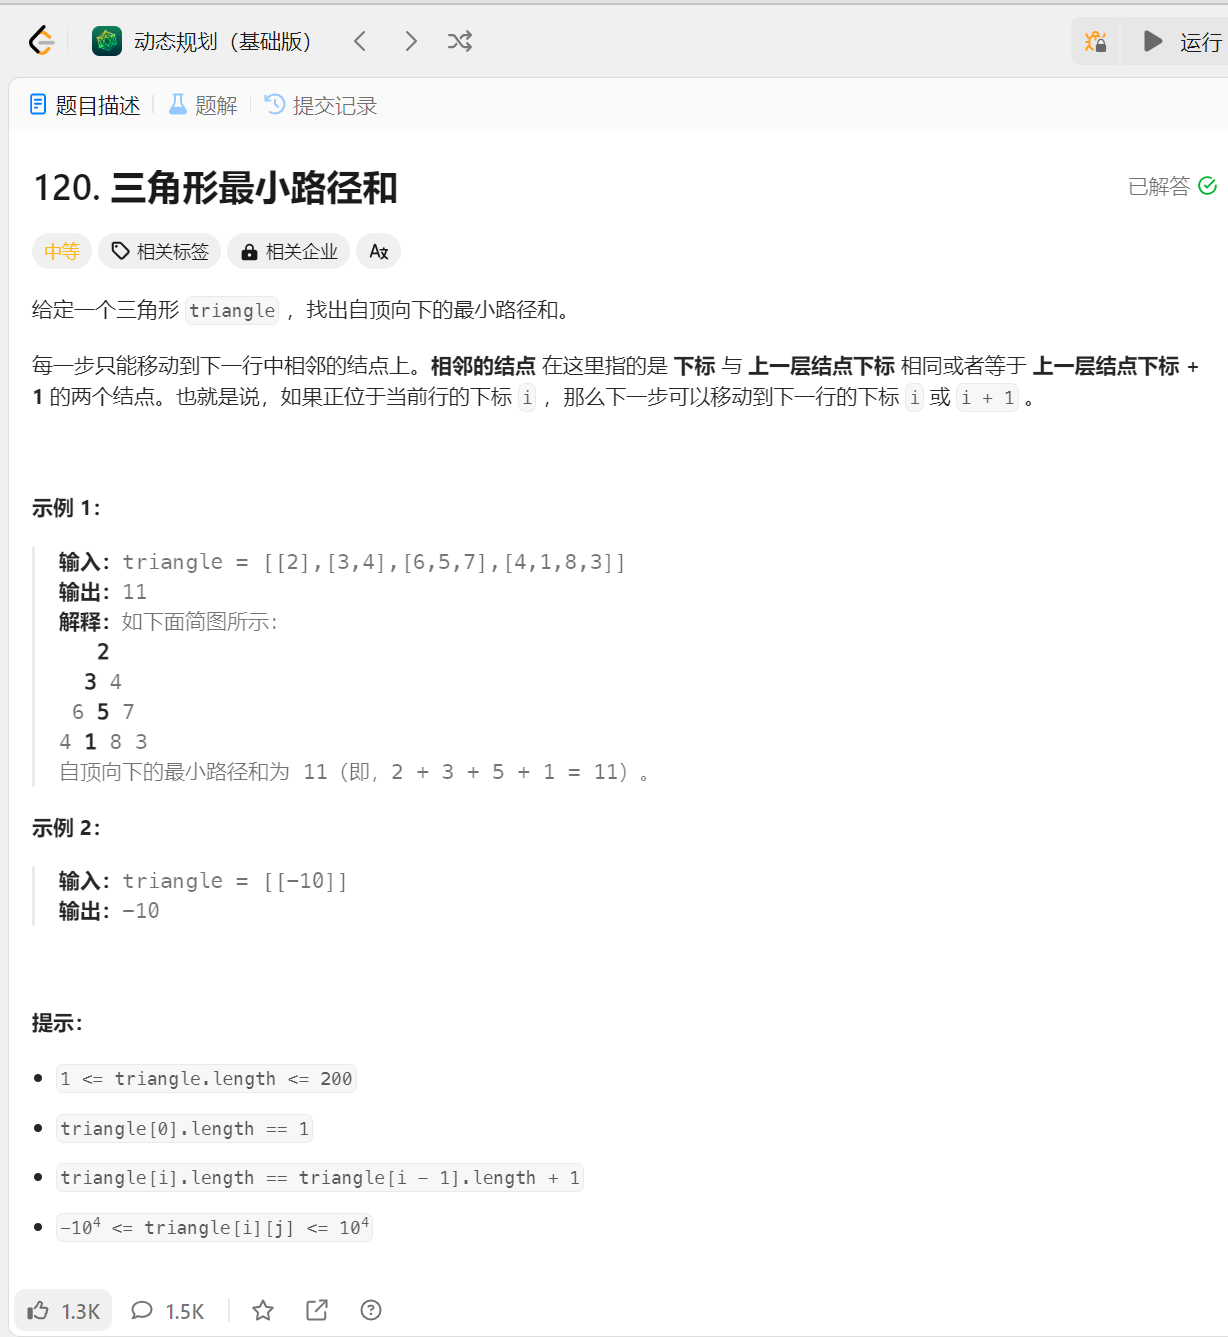 动态规划（基础版）
运行
题目描述
题解
提交记录
120. 三角形最小路径和
已解答
中等
相关标签
相关企业
给定一个三角形 triangle ，找出自顶向下的最小路径和。
每一步只能移动到下一行中相邻的结点上。相邻的结点 在这里指的是 下标 与 上一层结点下标 相同或者等于 上一层结点下标 +
1 的两个结点。也就是说，如果正位于当前行的下标 i ，那么下一步可以移动到下一行的下标 i 或 i + 1 。
示例 1：
输入：triangle = [[2],[3,4],[6,5,7],[4,1,8,3]]
输出：11
解释：如下面简图所示：
2
3 4
6 5 7
4 1 8 3
自顶向下的最小路径和为 11（即，2 + 3 + 5 + 1 = 11）。
示例 2：
输入：triangle = [[-10]]
输出：-10
提示：
1 <= triangle.length <= 200
triangle[0].length == 1
triangle[i].length == triangle[i - 1].length + 1
-10⁴ <= triangle[i][j] <= 10⁴
1.3K
1.5K